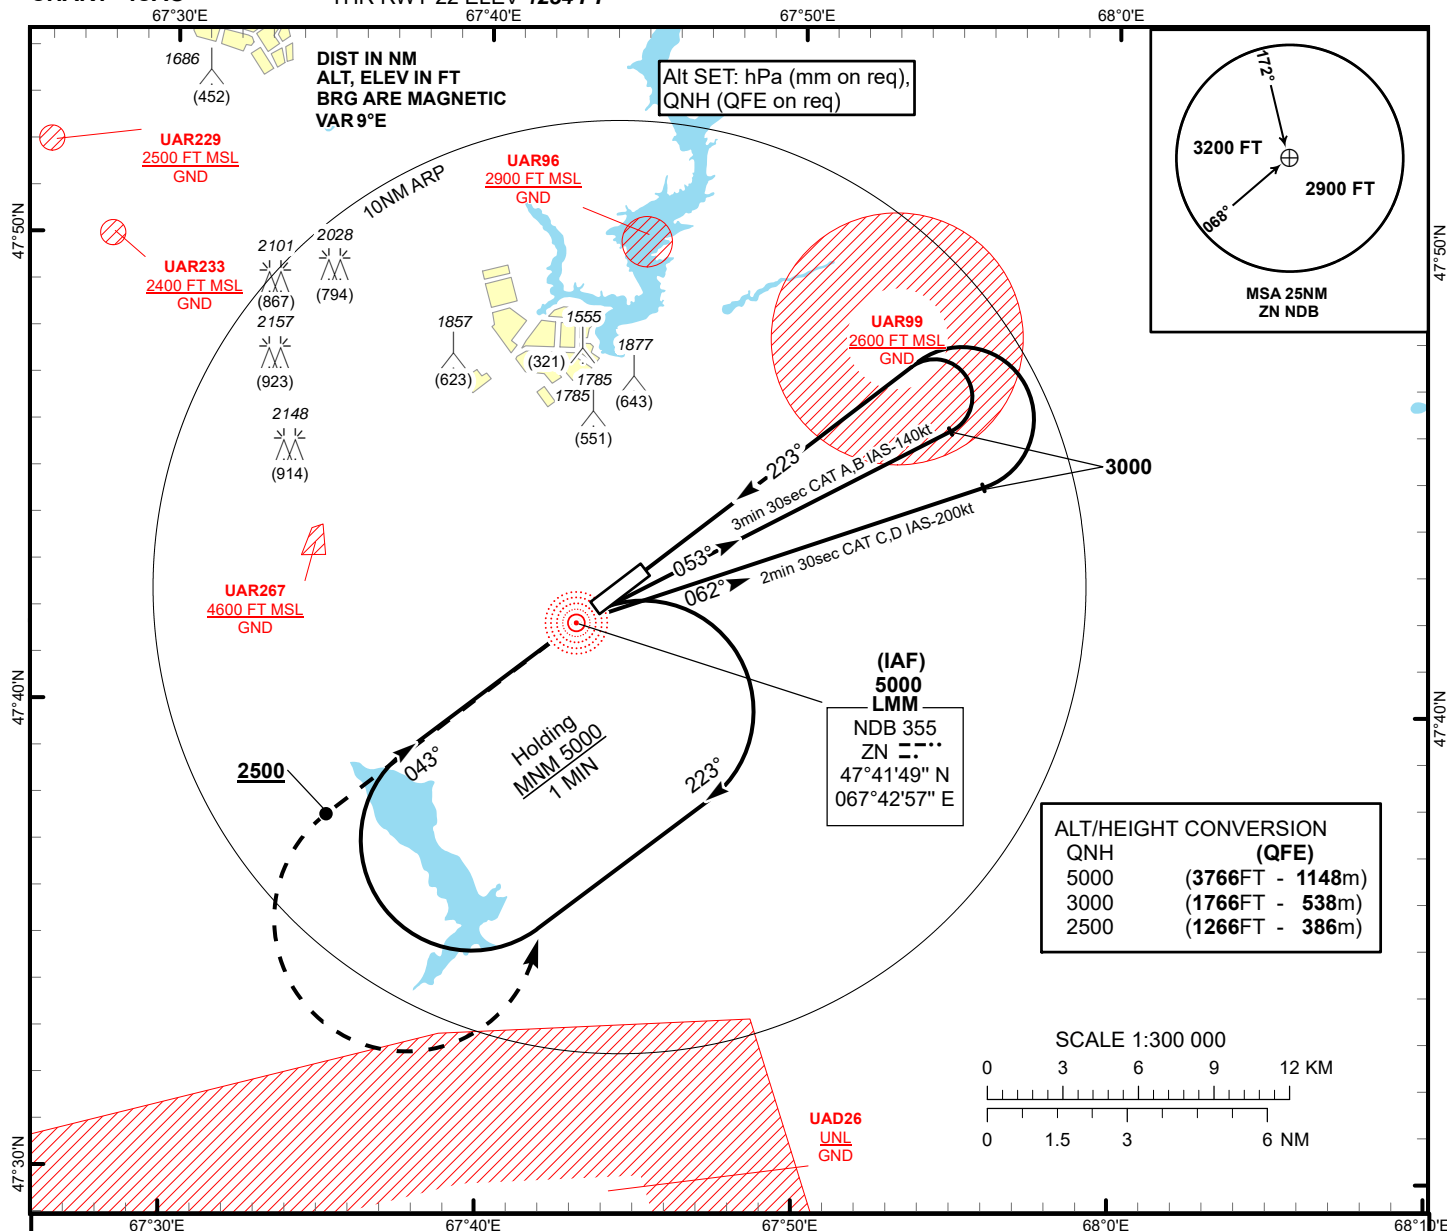 67°30'E
67°40'E
67°50'E
68°0'E
1686
(452)
DIST IN NM
ALT, ELEV IN FT
BRG ARE MAGNETIC
VAR 9°E
Alt SET: hPa (mm on req),
QNH (QFE on req)
172°
3200 FT
2900 FT
068°
MSA 25NM
ZN NDB
UAR229
2500 FT MSL
GND
10NM ARP
UAR96
2900 FT MSL
GND
47°50'N
47°50'N
UAR233
2400 FT MSL
GND
2101
(867)
2028
(794)
2157
(923)
2148
(914)
1857
(623)
1555
(321)
1877
(643)
1785
1785
(551)
UAR99
2600 FT MSL
GND
223°
3min 30sec CAT A,B IAS-140kt
3000
053°
062°
2min 30sec CAT C,D IAS-200kt
UAR267
4600 FT MSL
GND
(IAF)
5000
LMM
NDB 355
ZN
47°41'49" N
067°42'57" E
47°40'N
47°40'N
Holding
MNM 5000
1 MIN
043°
223°
2500
ALT/HEIGHT CONVERSION
QNH (QFE)
5000 (3766FT - 1148m)
3000 (1766FT - 538m)
2500 (1266FT - 386m)
SCALE 1:300 000
0 3 6 9 12 KM
0 1.5 3 6 NM
UAD26
UNL
GND
47°30'N
47°30'N
67°30'E
67°40'E
67°50'E
68°0'E
68°10'E